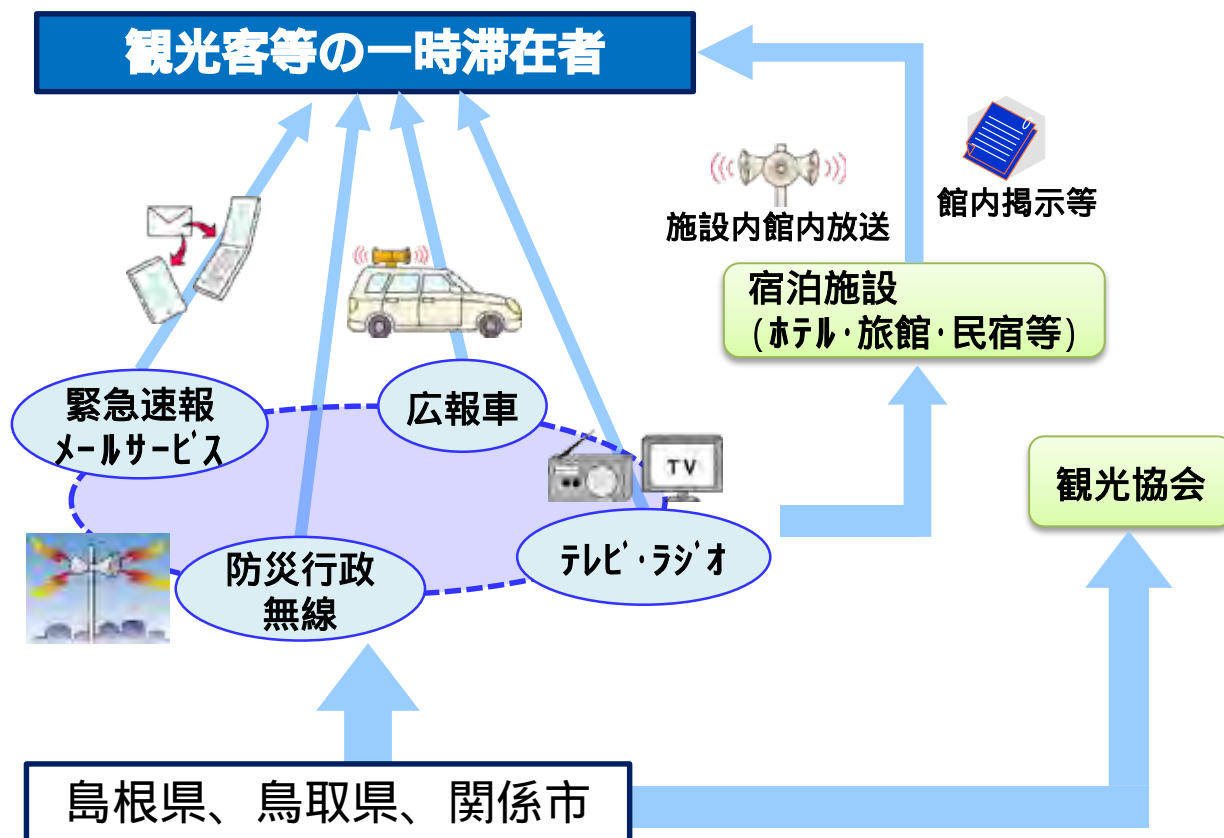 観光客等の一時滞在者
施設内館内放送
館内掲示等
宿泊施設
(ﾎﾃﾙ･旅館･民宿等)
緊急速報
ﾒｰﾙｻｰﾋﾞｽ
広報車
TV
観光協会
防災行政
無線
ﾃﾚﾋﾞ･ﾗｼﾞｵ
島根県、鳥取県、関係市